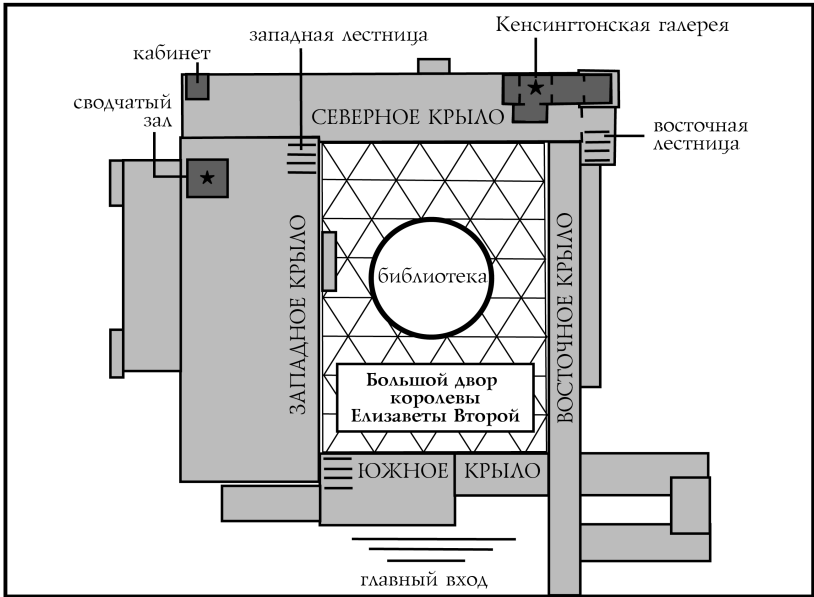 западная лестница
Кенсингтонская галерея
кабинет
сводчатый
зал
СЕВЕРНОЕ КРЫЛО
восточная
лестница
ЗАПАДНОЕ КРЫЛО
библиотека
ВОСТОЧНОЕ КРЫЛО
Большой двор
королевы
Елизаветы Второй
ЮЖНОЕ КРЫЛО
главный вход